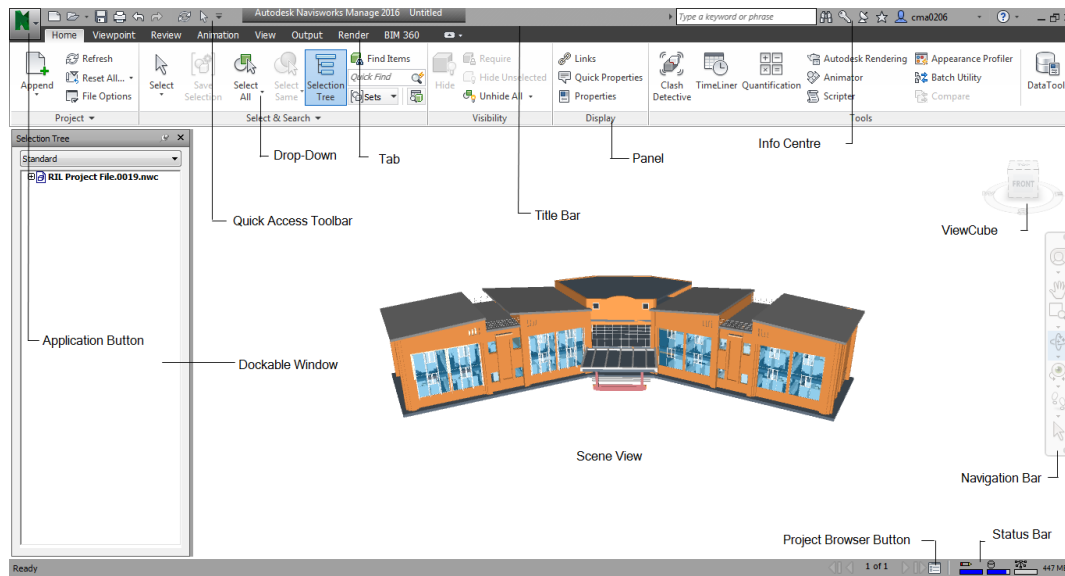 Autodesk Navisworks Manage 2016 Untitled
Type a keyword or phrase
cma0206
Home Viewpoint Review Animation View Output Render BIM 360
Append
Refresh
Reset All...
File Options
Project
Select
Save Selection
Select All
Select Same
Selection Tree
Find Items
Quick Find
Sets
Select & Search
Hide
Require
Hide Unselected
Unhide All
Visibility
Links
Quick Properties
Properties
Display
Clash Detective
TimeLiner
Quantification
Autodesk Rendering
Animator
Scripter
Appearance Profiler
Batch Utility
Compare
DataTool
Tools
Selection Tree
Standard
RIL Project File.0019.nwc
Drop-Down
Tab
Panel
Info Centre
Quick Access Toolbar
Title Bar
FRONT
ViewCube
Application Button
Dockable Window
Scene View
Navigation Bar
Project Browser Button
Status Bar
Ready
1 of 1
447 M